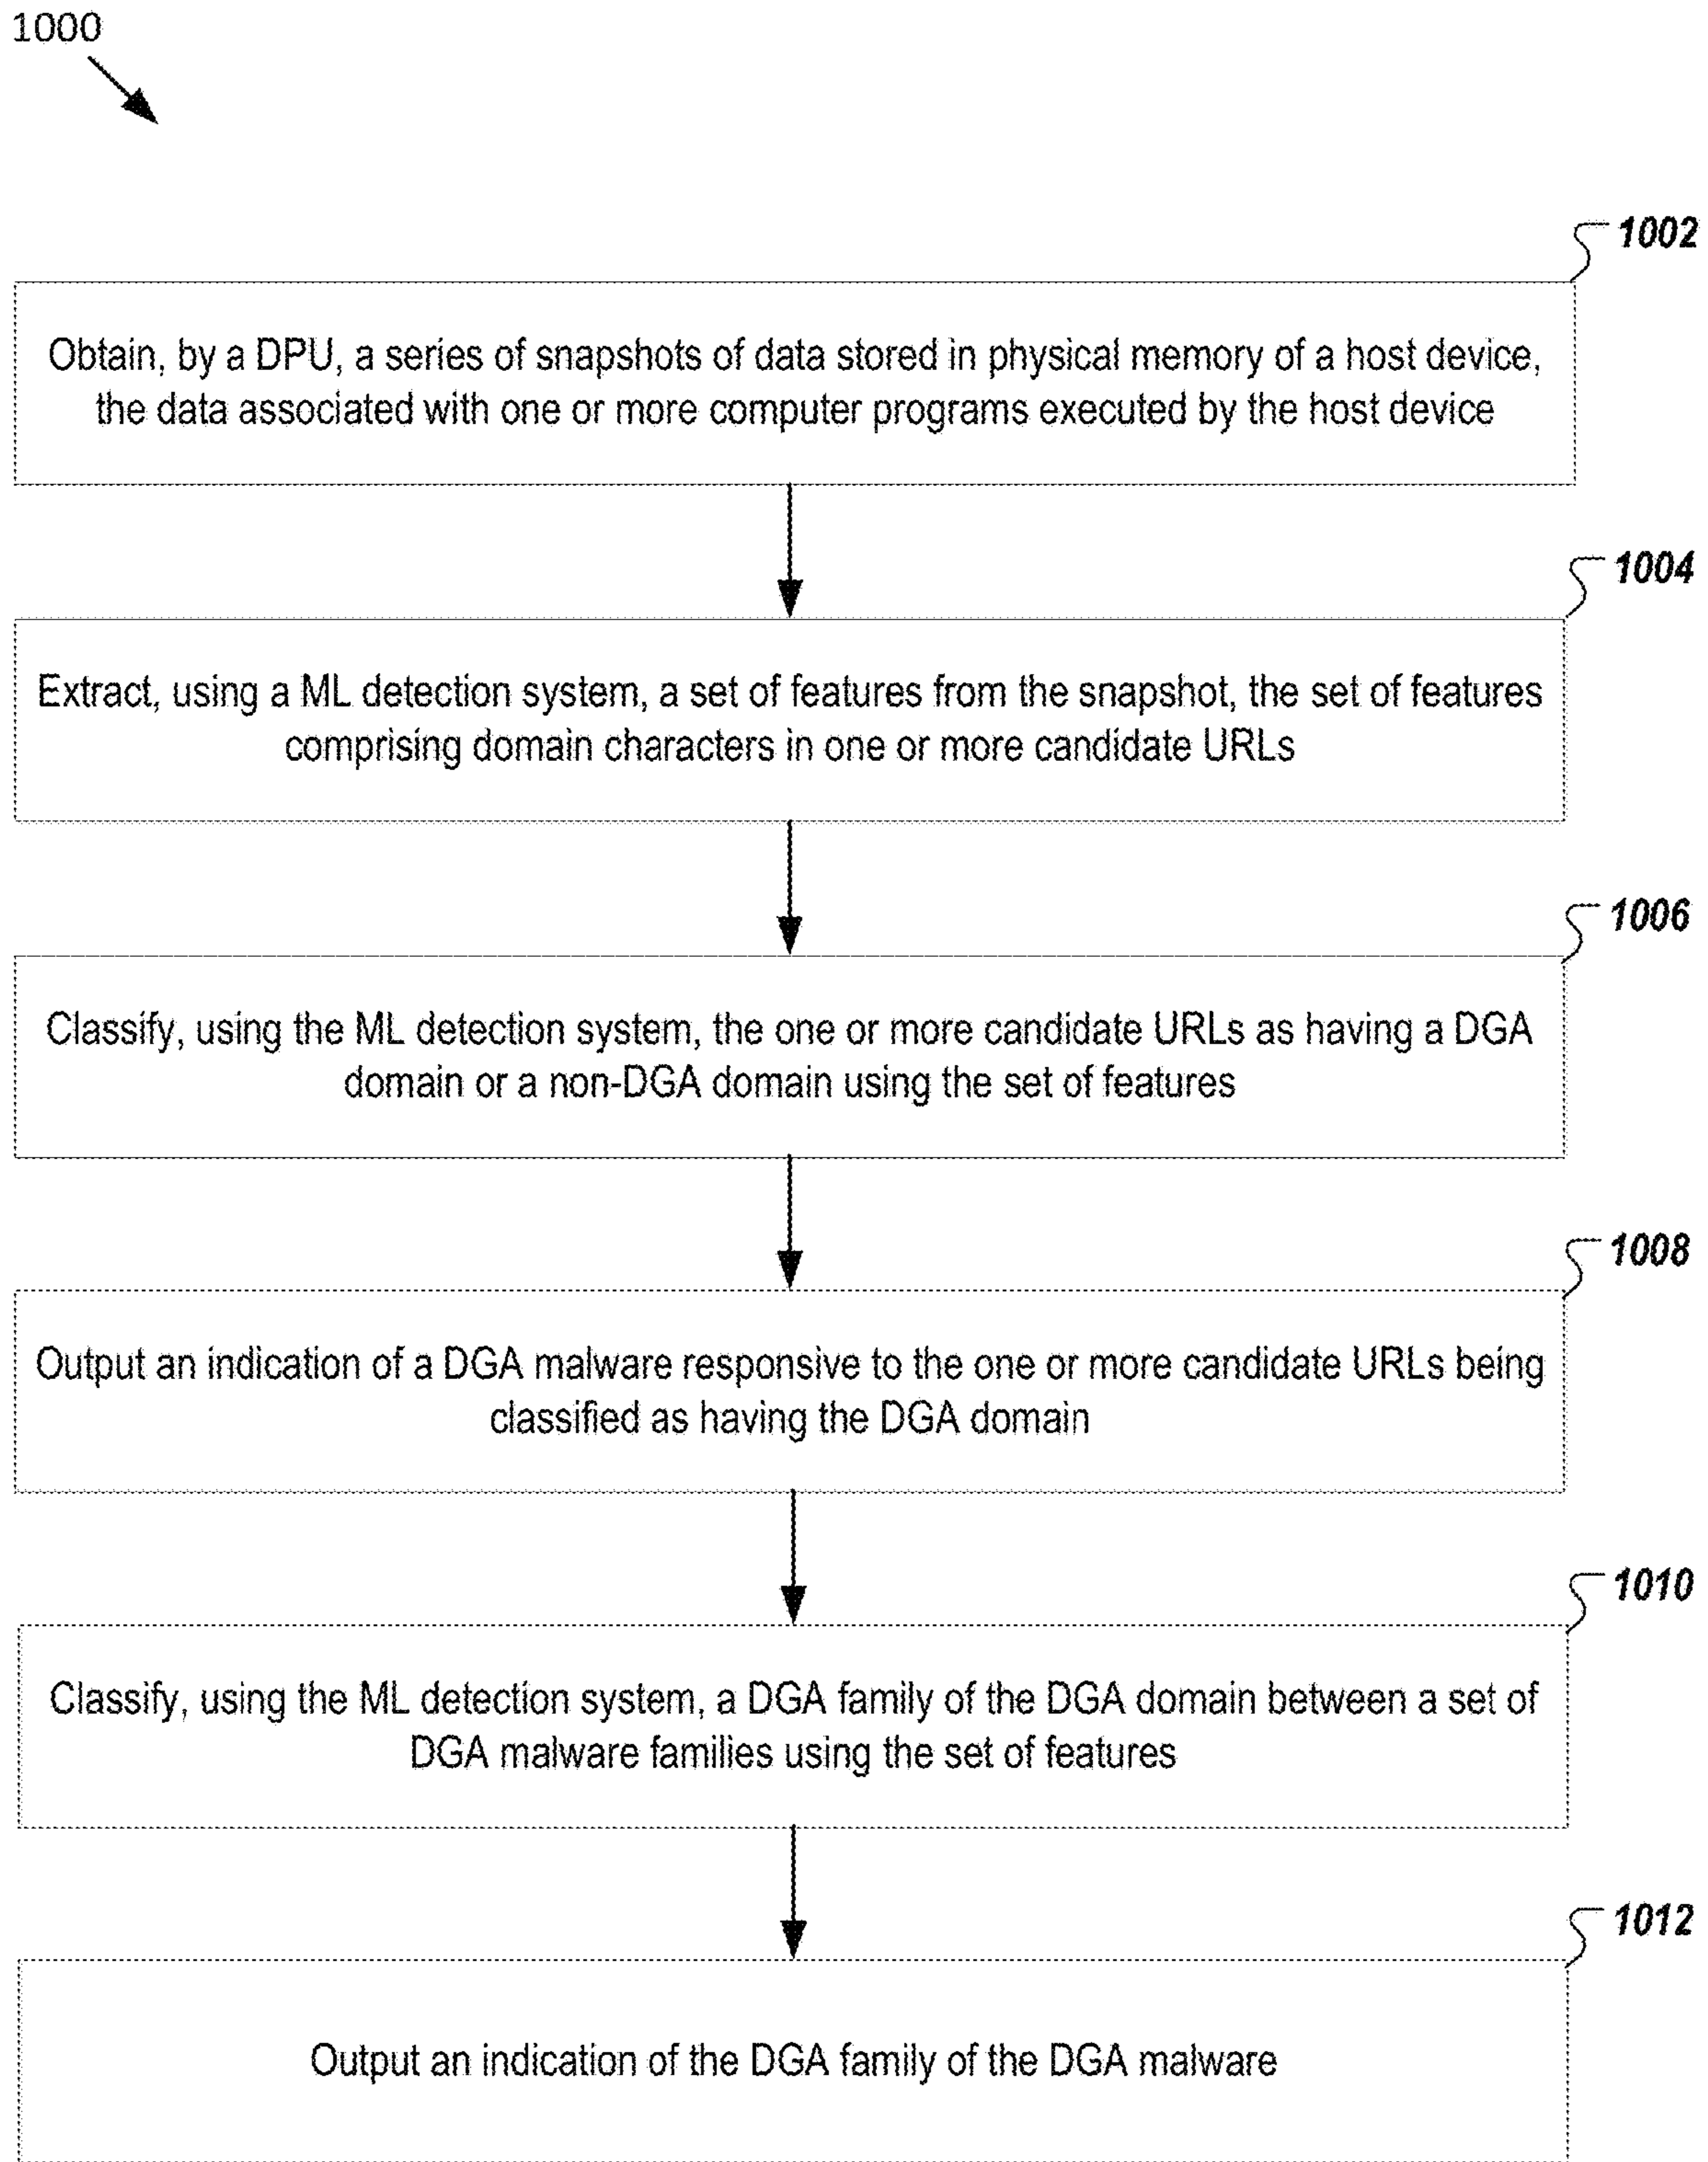 1000
1002
Obtain, by a DPU, a series of snapshots of data stored in physical memory of a host device,
the data associated with one or more computer programs executed by the host device
1004
Extract, using a ML detection system, a set of features from the snapshot, the set of features
comprising domain characters in one or more candidate URLs
1006
Classify, using the ML detection system, the one or more candidate URLs as having a DGA
domain or a non-DGA domain using the set of features
1008
Output an indication of a DGA malware responsive to the one or more candidate URLs being
classified as having the DGA domain
1010
Classify, using the ML detection system, a DGA family of the DGA domain between a set of
DGA malware families using the set of features
1012
Output an indication of the DGA family of the DGA malware